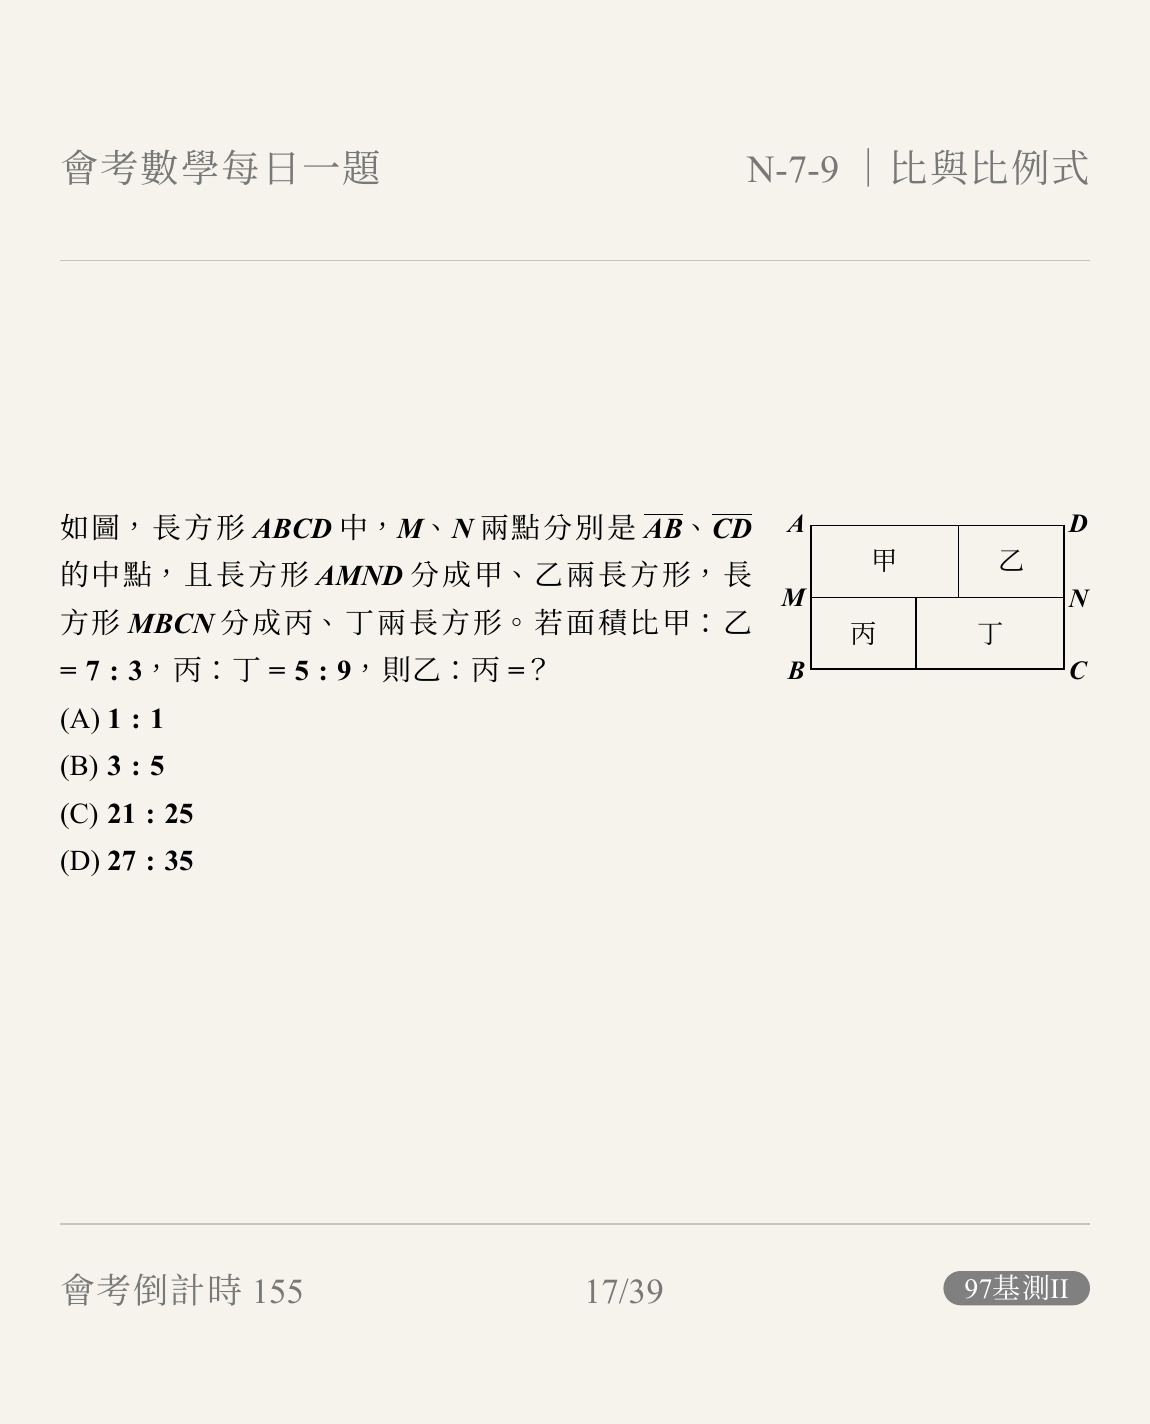 會考數學每日一題
N-7-9｜比與比例式
如圖，長方形 ABCD 中，M、N 兩點分別是 AB、CD
的中點，且長方形 AMND 分成甲、乙兩長方形，長
方形 MBCN 分成丙、丁兩長方形。若面積比甲：乙
= 7 : 3，丙：丁 = 5 : 9，則乙：丙 =？
(A) 1 : 1
(B) 3 : 5
(C) 21 : 25
(D) 27 : 35
A
D
甲
乙
M
N
丙
丁
B
C
會考倒計時 155
17/39
97基測II